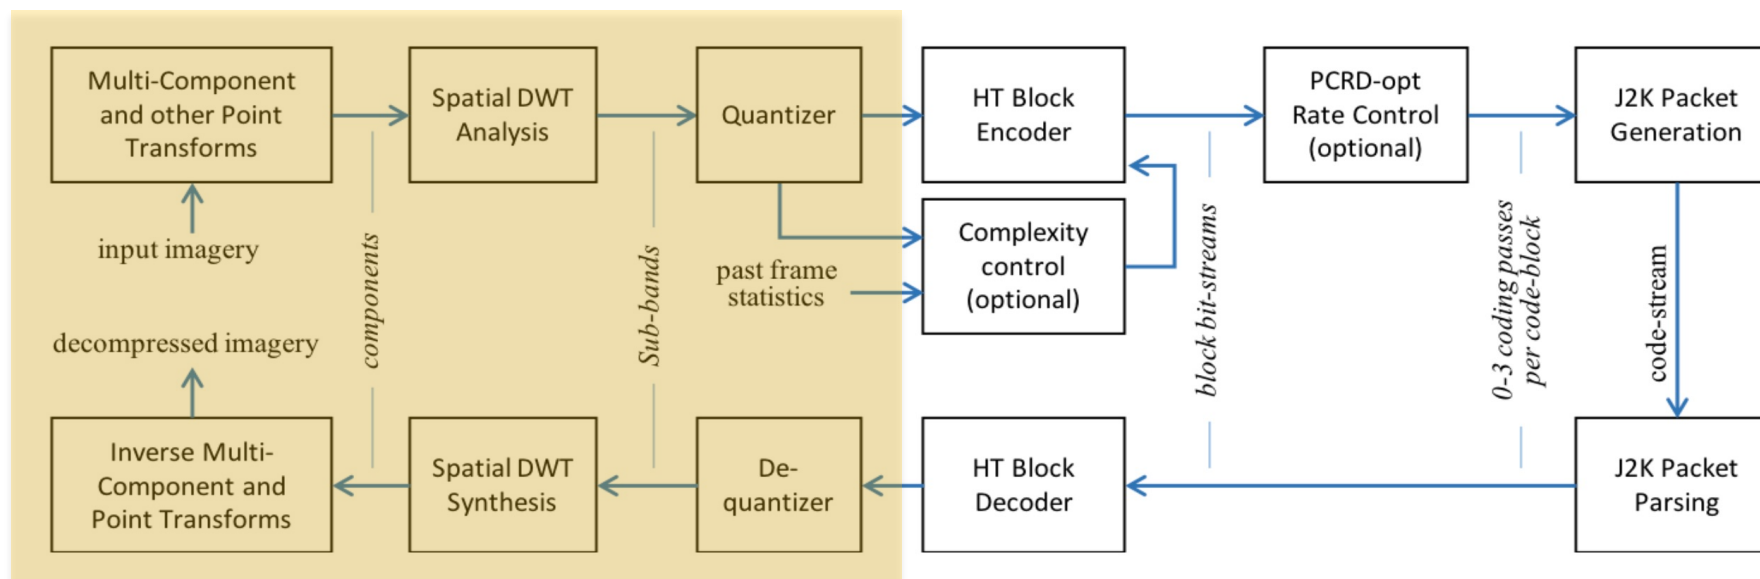 Multi-Component
and other Point
Transforms
Spatial DWT
Analysis
Quantizer
HT Block
Encoder
PCRD-opt
Rate Control
(optional)
J2K Packet
Generation
input imagery
components
Sub-bands
past frame
statistics
Complexity
control
(optional)
block bit-streams
0-3 coding passes
per code-block
code-stream
decompressed imagery
Inverse Multi-
Component and
Point Transforms
Spatial DWT
Synthesis
De-
quantizer
HT Block
Decoder
J2K Packet
Parsing